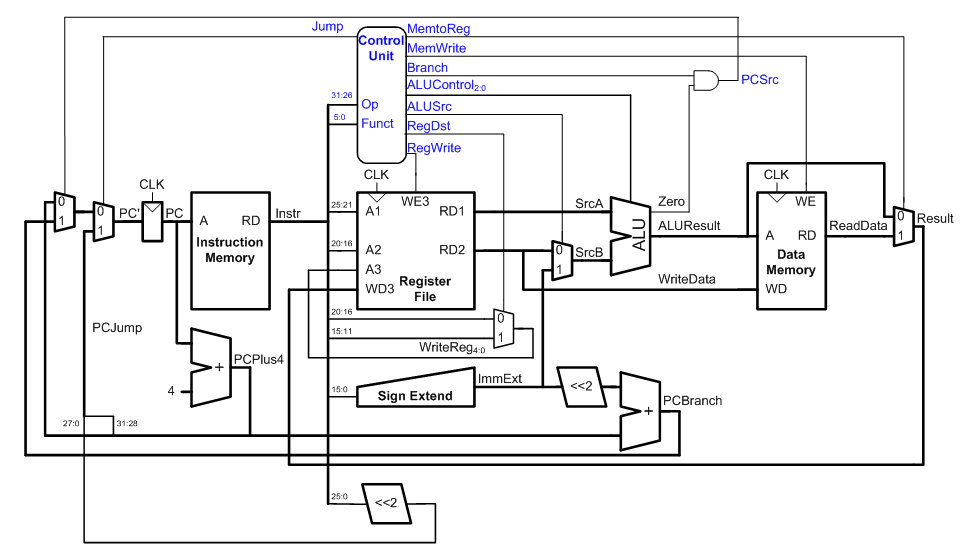 Jump
MemtoReg
Control
Unit
MemWrite
Branch
PCSrc
ALUControl2:0
31:26
Op
ALUSrc
5:0
Funct
RegDst
RegWrite
CLK
CLK
CLK
0
1
0
1
PC'
PC
A
RD
Instr
Instruction
Memory
25:21
A1
WE3
RD1
SrcA
Zero
ALU
ALUResult
WE
A
RD
ReadData
0
1
Result
20:16
A2
RD2
0
1
SrcB
A3
Register
File
WD3
Data
Memory
WriteData
WD
20:16
0
15:11
1
WriteReg4:0
PCJump
+
PCPlus4
4
15:0
Sign Extend
ImmExt
<<2
+
PCBranch
27:0
31:28
25:0
<<2